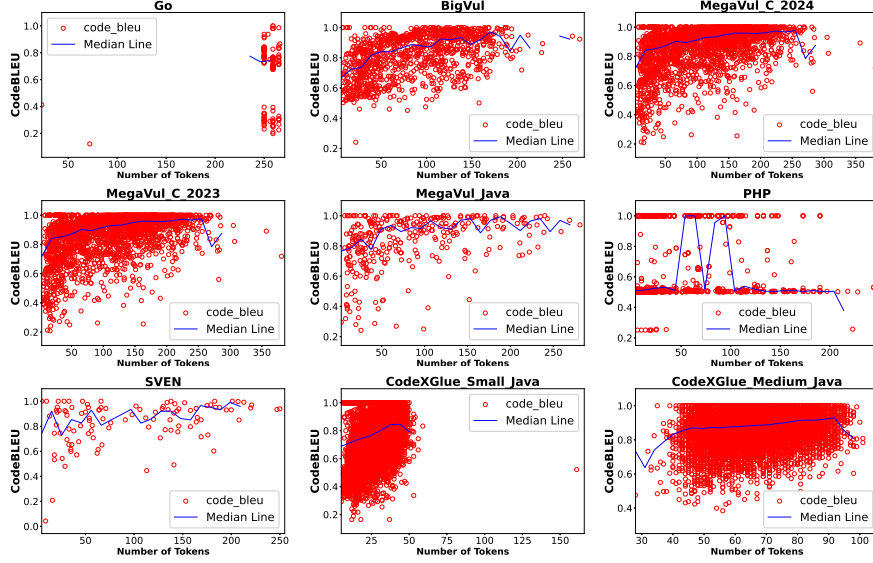 Go
CodeBLEU
1.0
0.8
0.6
0.4
0.2
code_bleu
Median Line
50 100 150 200 250
Number of Tokens
BigVul
CodeBLEU
1.0
0.8
0.6
0.4
0.2
code_bleu
Median Line
50 100 150 200 250
Number of Tokens
MegaVul_C_2024
CodeBLEU
1.0
0.8
0.6
0.4
0.2
code_bleu
Median Line
50 100 150 200 250 300 350
Number of Tokens
MegaVul_C_2023
CodeBLEU
1.0
0.8
0.6
0.4
0.2
code_bleu
Median Line
50 100 150 200 250 300 350
Number of Tokens
MegaVul_Java
CodeBLEU
1.0
0.8
0.6
0.4
0.2
code_bleu
Median Line
50 100 150 200 250
Number of Tokens
PHP
CodeBLEU
1.0
0.8
0.6
0.4
0.2
code_bleu
Median Line
50 100 150 200
Number of Tokens
SVEN
CodeBLEU
1.0
0.8
0.6
0.4
0.2
0.0
code_bleu
Median Line
50 100 150 200 250
Number of Tokens
CodeXGlue_Small_Java
CodeBLEU
1.0
0.8
0.6
0.4
0.2
code_bleu
Median Line
25 50 75 100 125 150
Number of Tokens
CodeXGlue_Medium_Java
CodeBLEU
1.0
0.8
0.6
0.4
code_bleu
Median Line
30 40 50 60 70 80 90 100
Number of Tokens